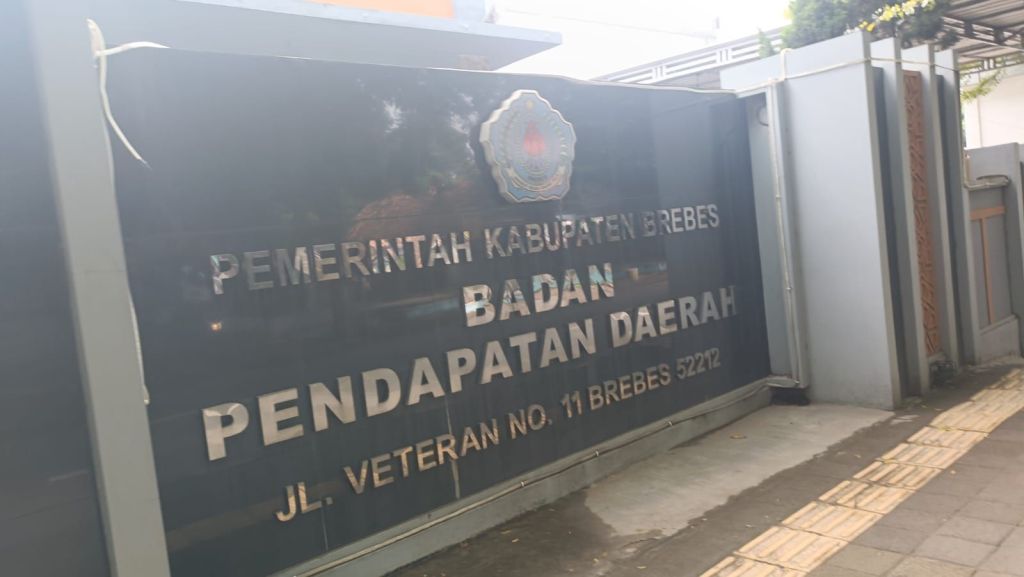 PEMERINTAH KABUPATEN BREBES
BADAN
PENDAPATAN DAERAH
JL. VETERAN NO. 11 BREBES 52212